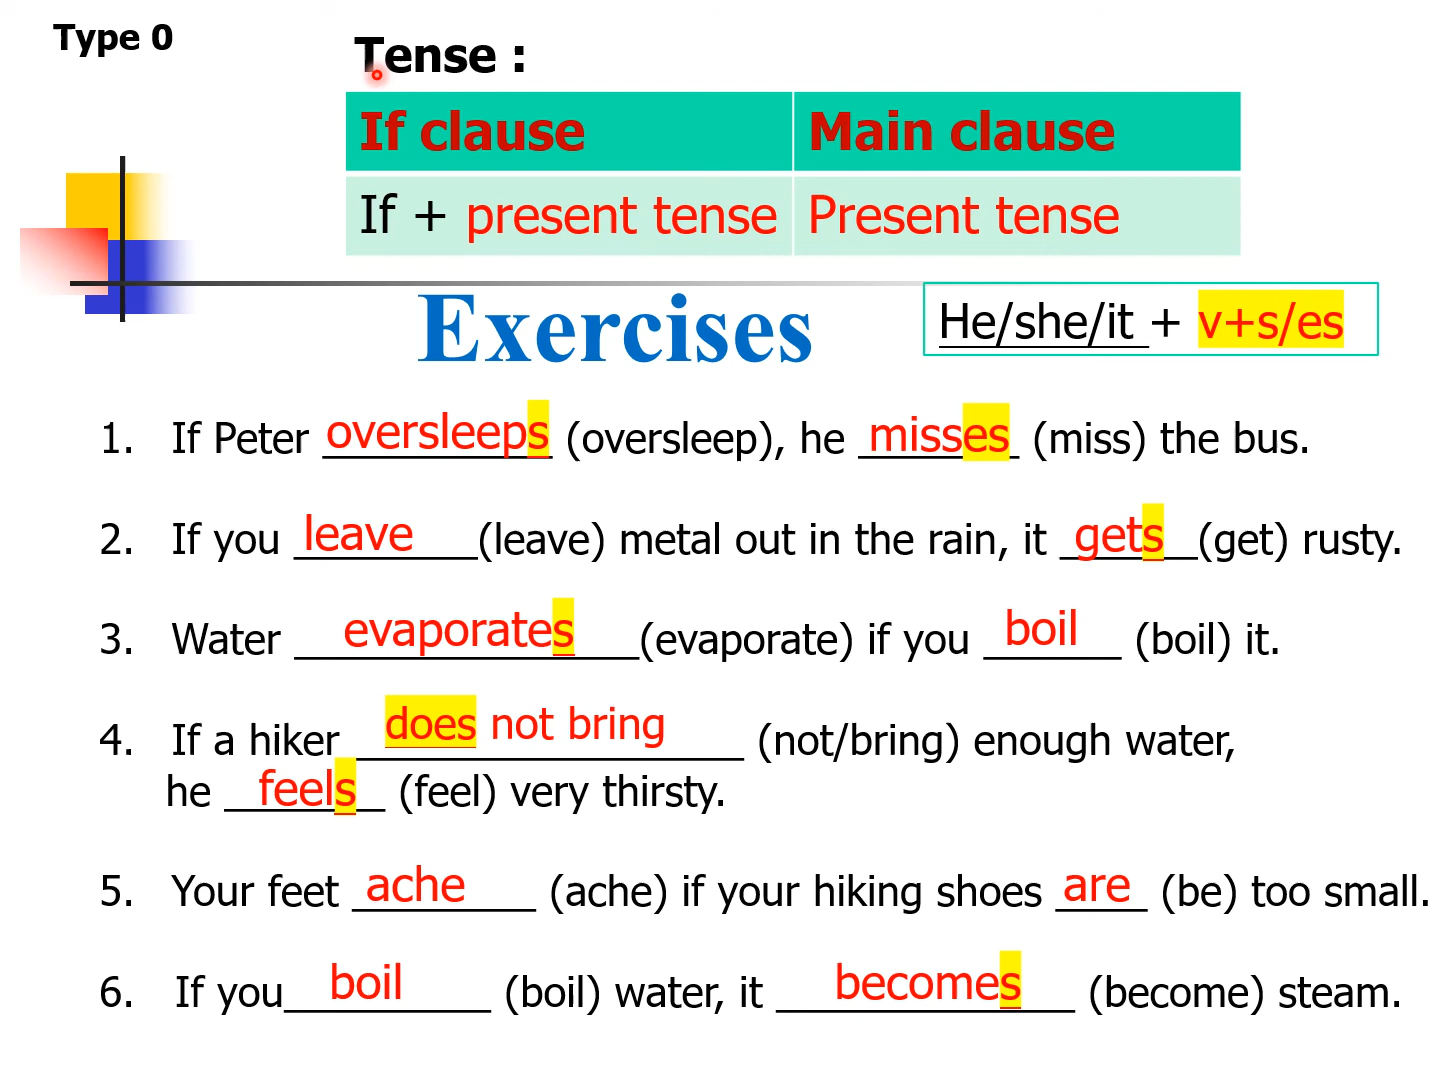 Type 0
Tense :
If clause Main clause
If + present tense Present tense
Exercises
He/she/it + v+s/es
1. If Peter oversleeps (oversleep), he misses (miss) the bus.
2. If you leave (leave) metal out in the rain, it gets (get) rusty.
3. Water evaporates (evaporate) if you boil (boil) it.
4. If a hiker does not bring (not/bring) enough water,
he feels (feel) very thirsty.
5. Your feet ache (ache) if your hiking shoes are (be) too small.
6. If you boil (boil) water, it becomes (become) steam.